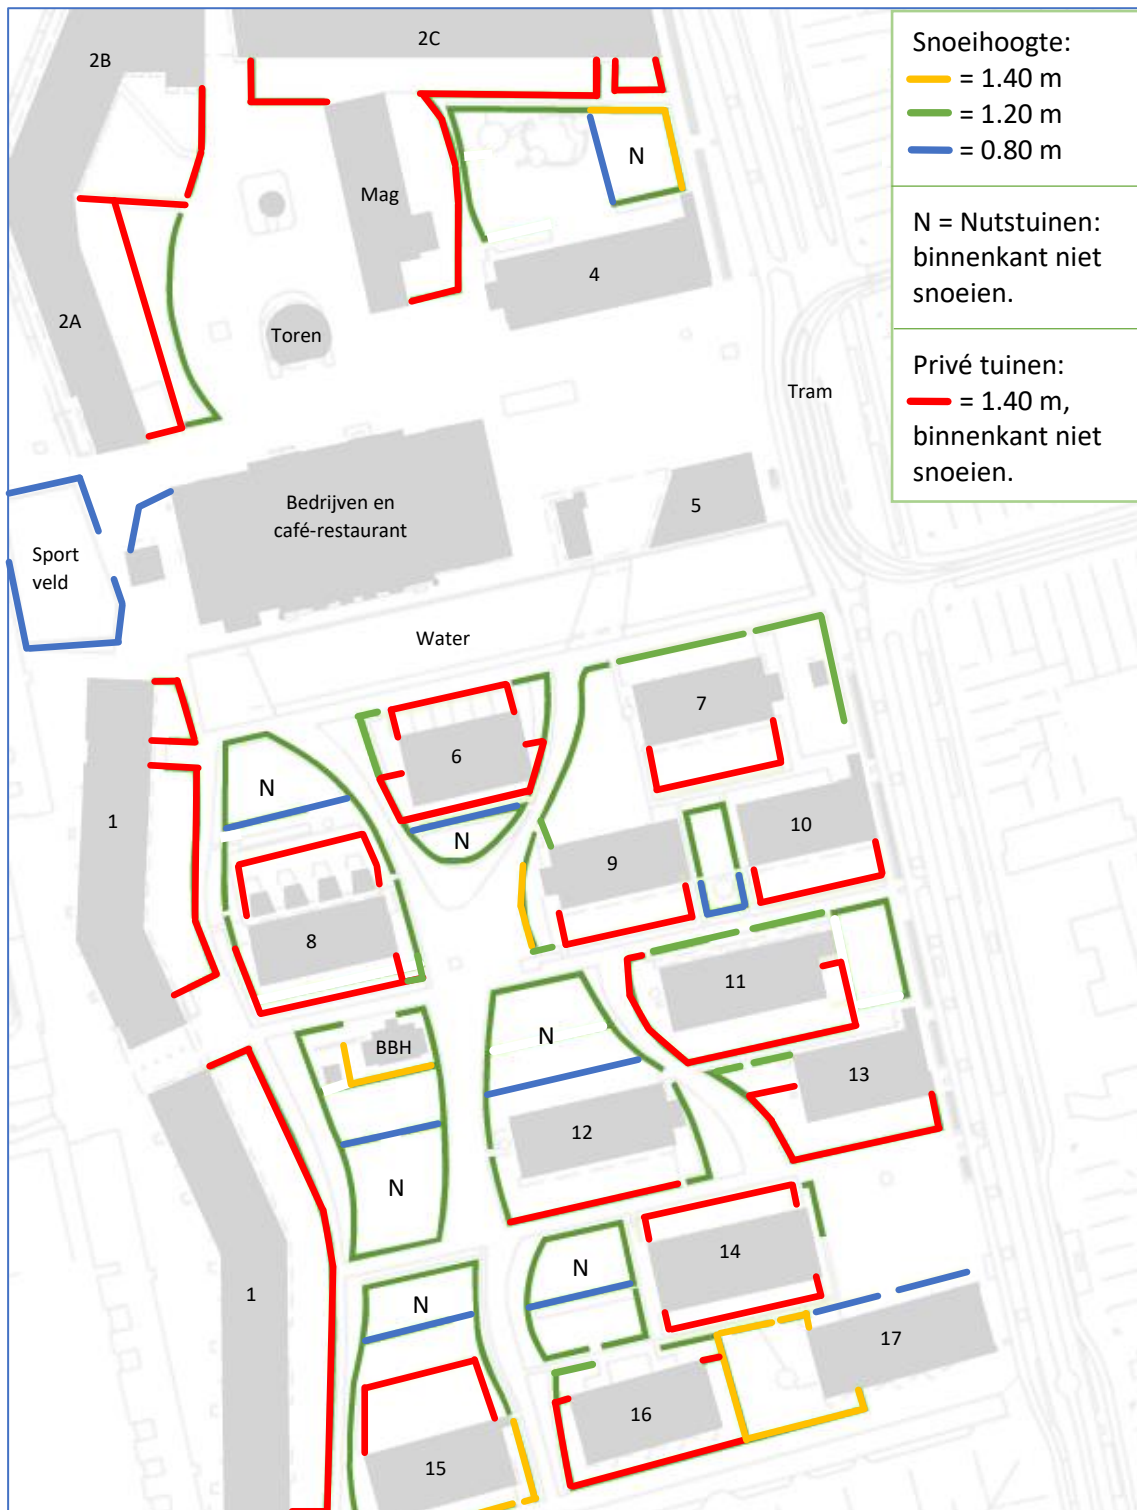 2C
2B
Snoeihoogte:
= 1.40 m
= 1.20 m
= 0.80 m
N
Mag
N = Nutstuinen:
binnenkant niet
snoeien.
4
2A
Toren
Privé tuinen:
= 1.40 m,
binnenkant niet
snoeien.
Tram
Bedrijven en
café-restaurant
5
Sport
veld
Water
7
6
N
1
N
9
10
8
11
N
BBH
13
12
N
14
N
1
N
17
16
15